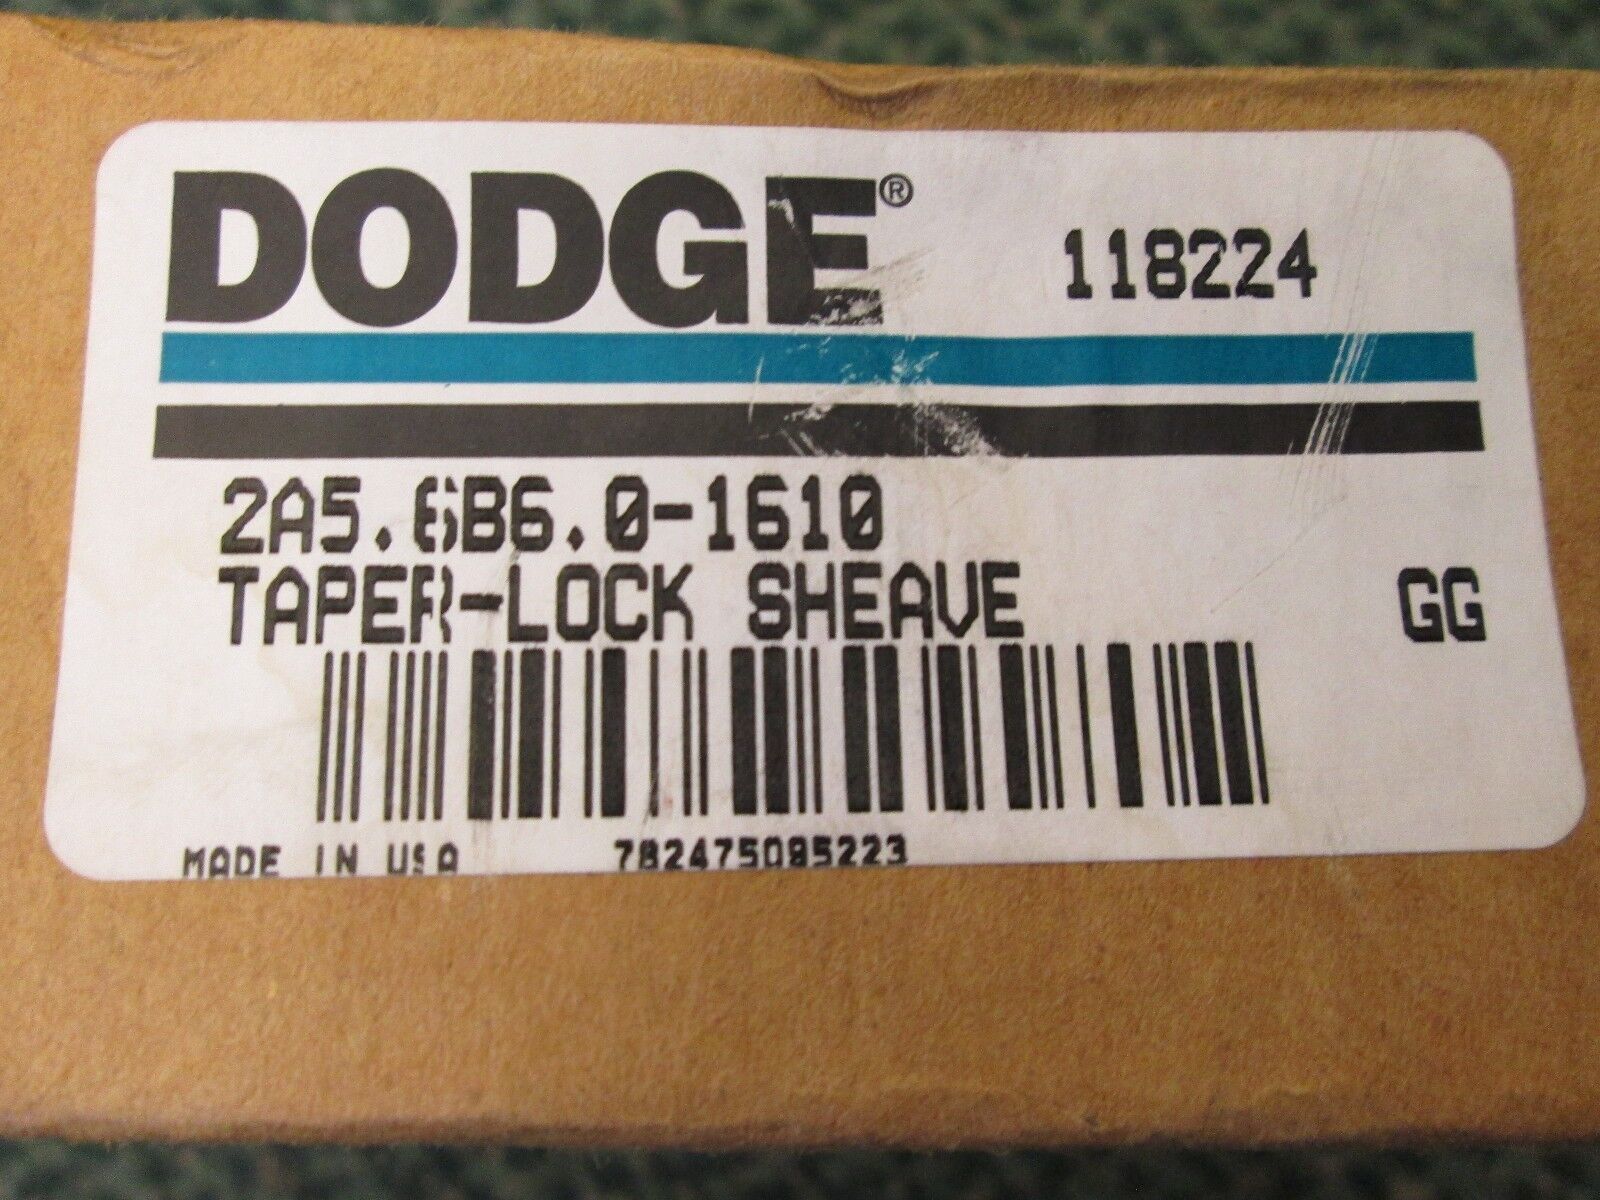 DODGE®
118224
2A5.6B6.0-1610
TAPER-LOCK SHEAVE GG
MADE IN USA 782475085223